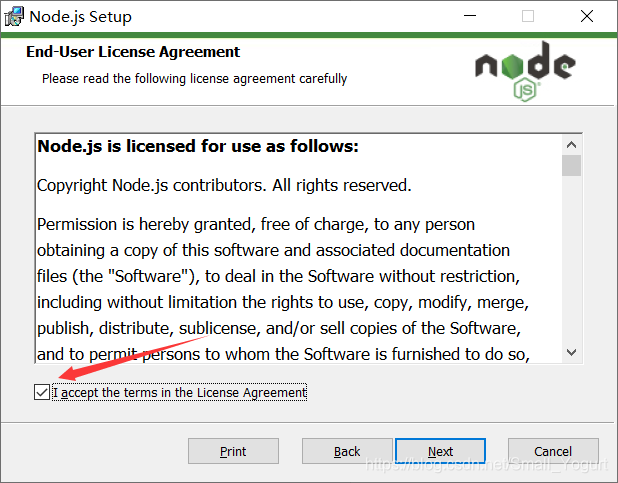 Node.js Setup
End-User License Agreement
Please read the following license agreement carefully
node
JS
Node.js is licensed for use as follows:
Copyright Node.js contributors. All rights reserved.
Permission is hereby granted, free of charge, to any person
obtaining a copy of this software and associated documentation
files (the "Software"), to deal in the Software without restriction,
including without limitation the rights to use, copy, modify, merge,
publish, distribute, sublicense, and/or sell copies of the Software,
and to permit persons to whom the Software is furnished to do so,
I accept the terms in the License Agreement
Print
Back
Next
Cancel
https://blog.csdn.net/Small_Yogurt